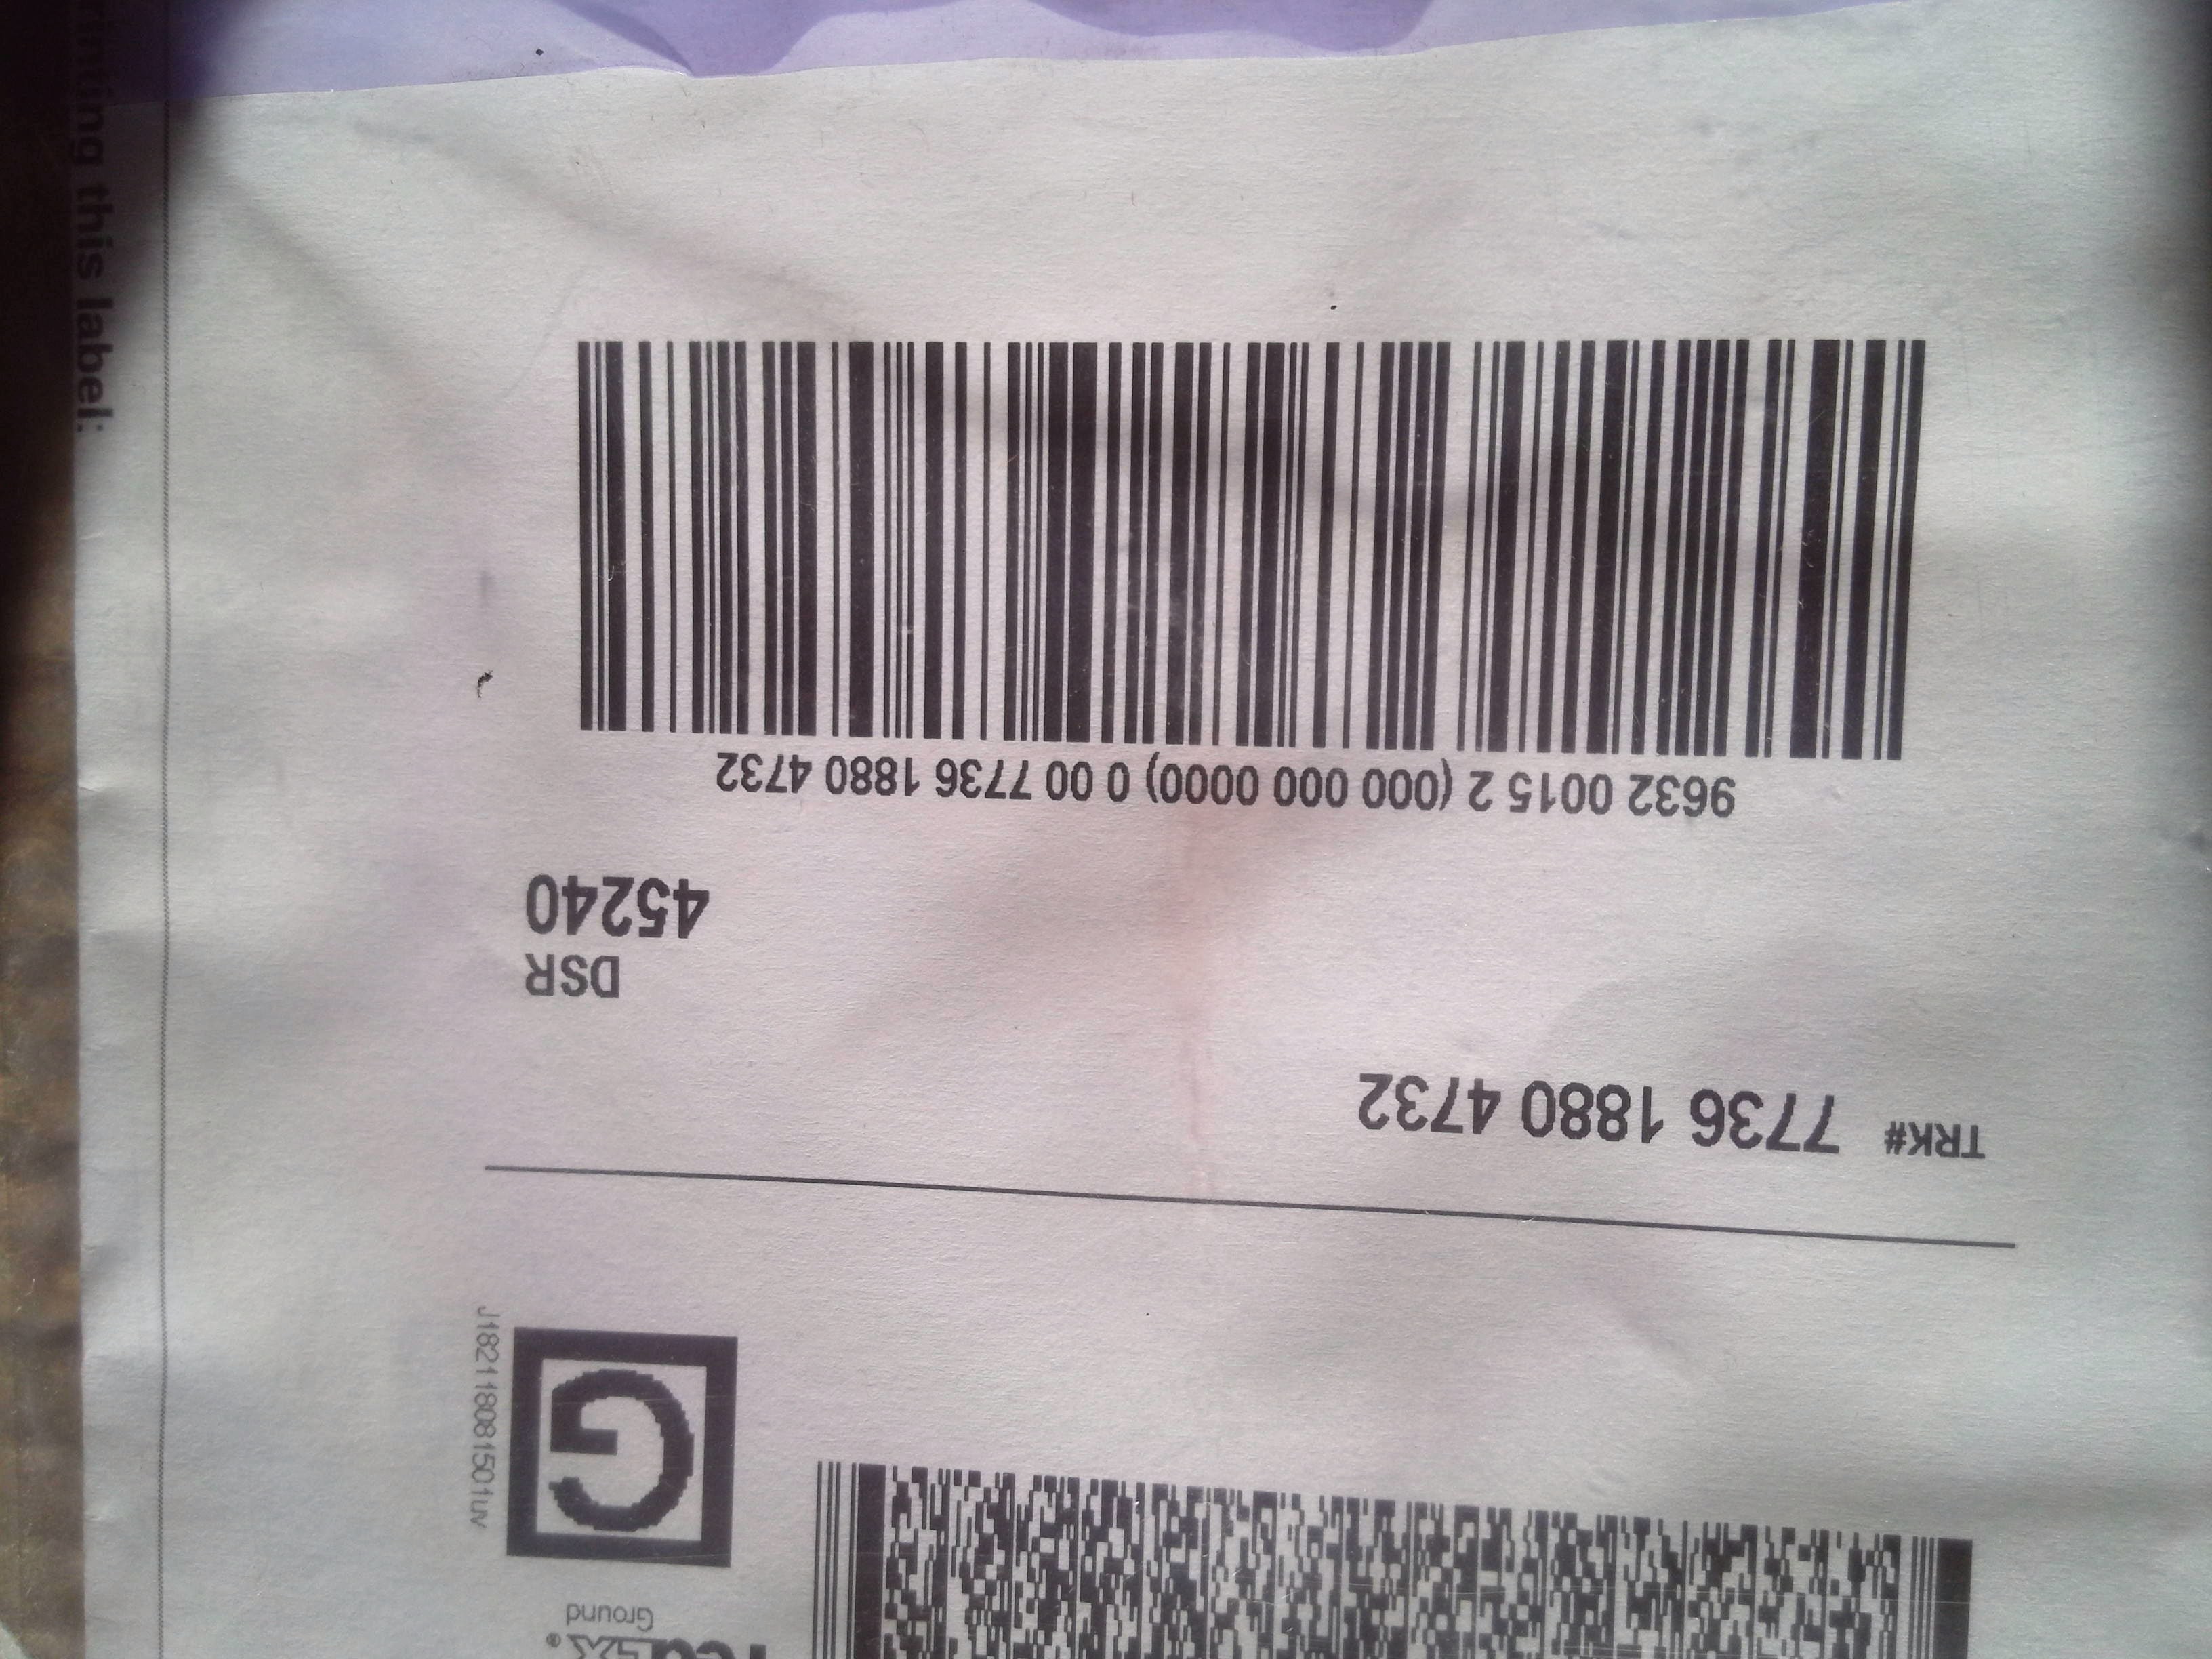 FedEx®
Ground
G
J182118081501uv
TRK# 7736 1880 4732
DSR
45240
9632 0015 2 (000 000 0000) 0 00 7736 1880 4732
this label: